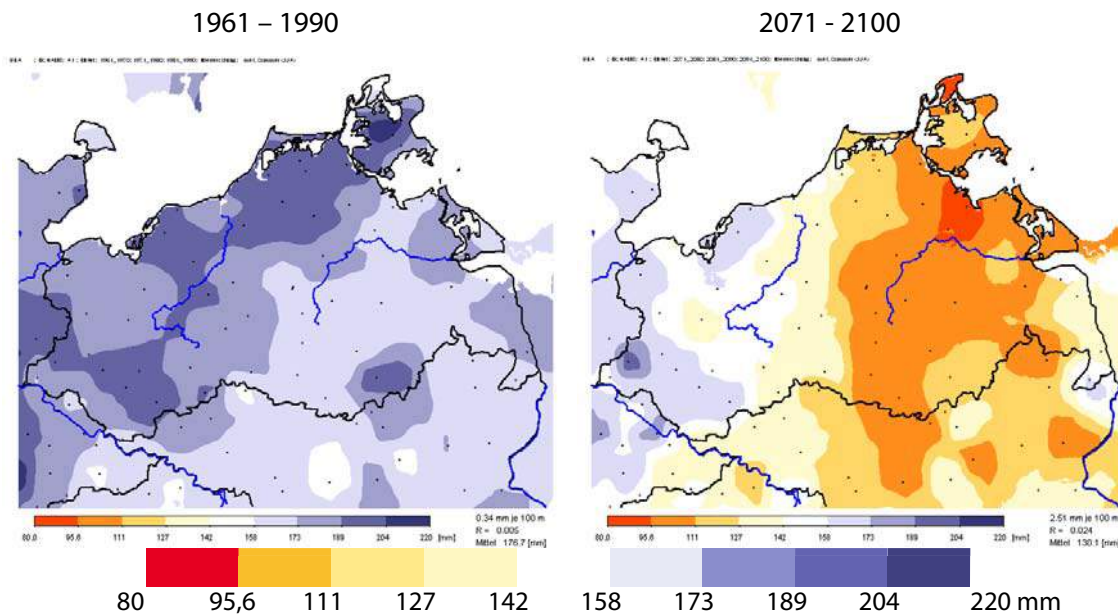 1961 – 1990
2071 - 2100
80.0 95,6 111 127 142 158 173 189 204 220 [mm]
0.34 mm je 100 m
R = 0.005
Mittel 176.7 [mm]
80.0 95.6 111 127 142 158 173 189 204 220 [mm]
2.51 mm je 100 m
R = 0.024
Mittel 130.1 [mm]
80 95,6 111 127 142 158 173 189 204 220 mm